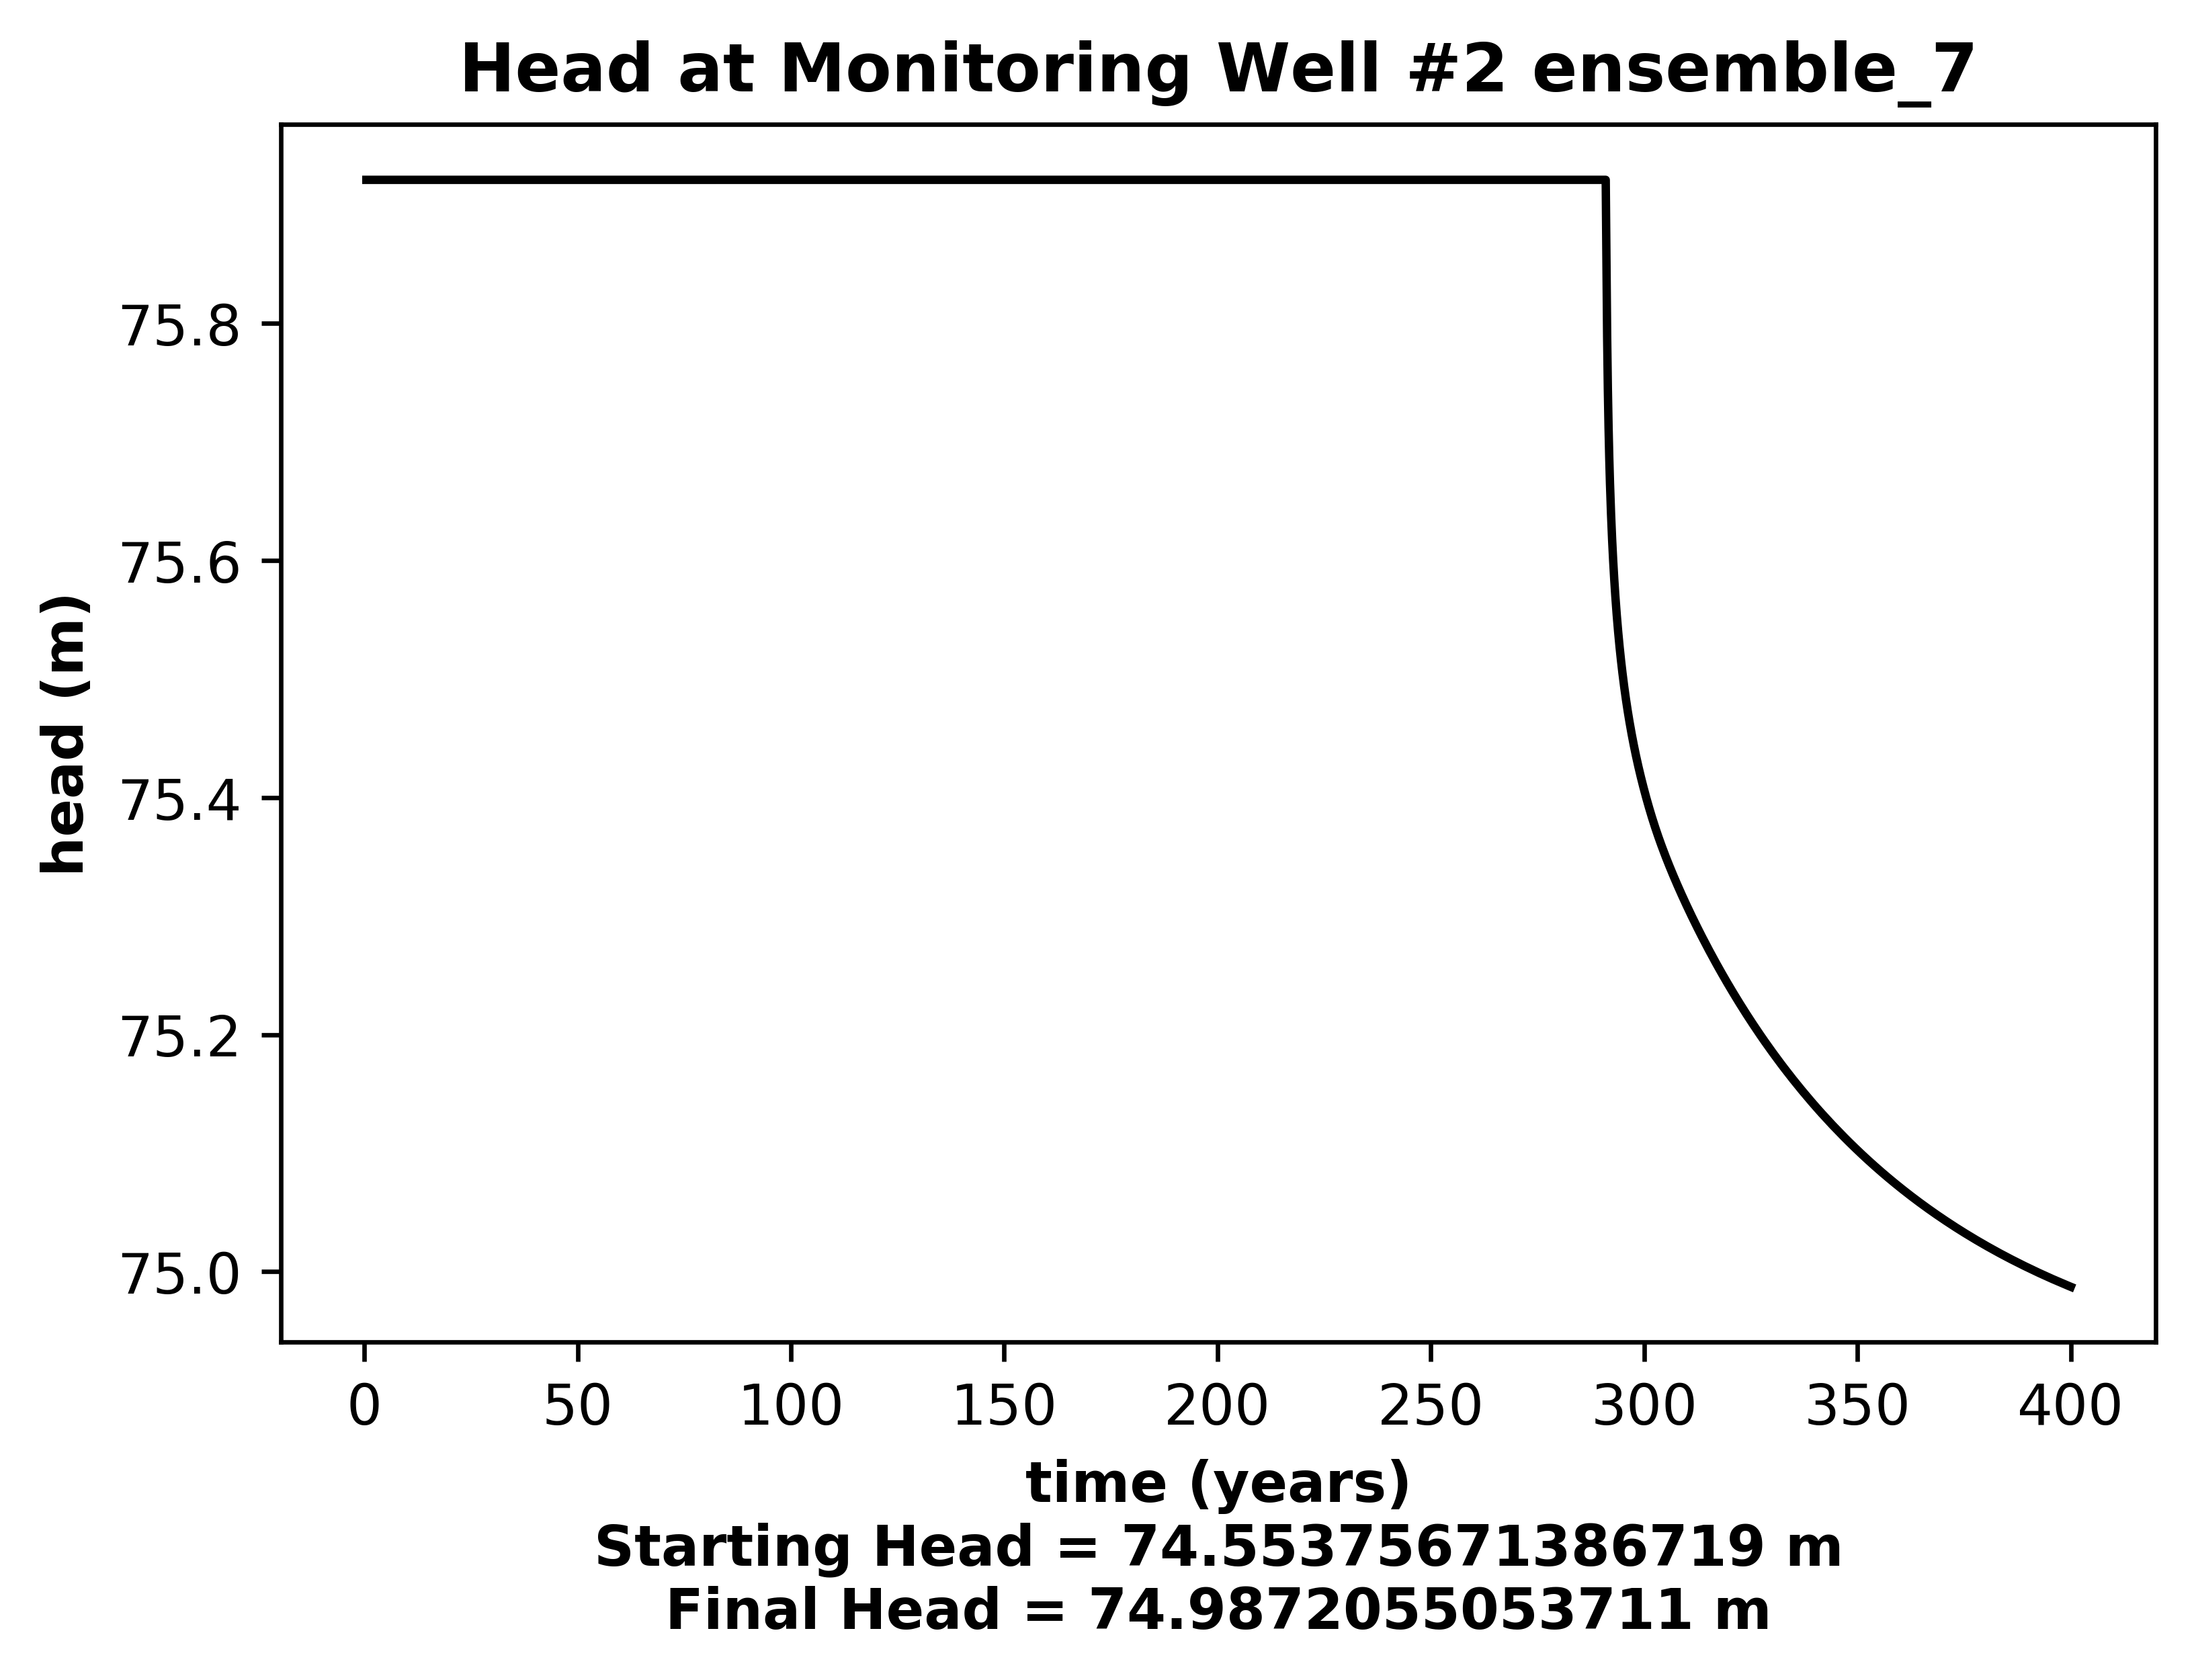 Head at Monitoring Well #2 ensemble_7
head (m)
75.8
75.6
75.4
75.2
75.0
0 50 100 150 200 250 300 350 400
time (years)
Starting Head = 74.55375671386719 m
Final Head = 74.9872055053711 m